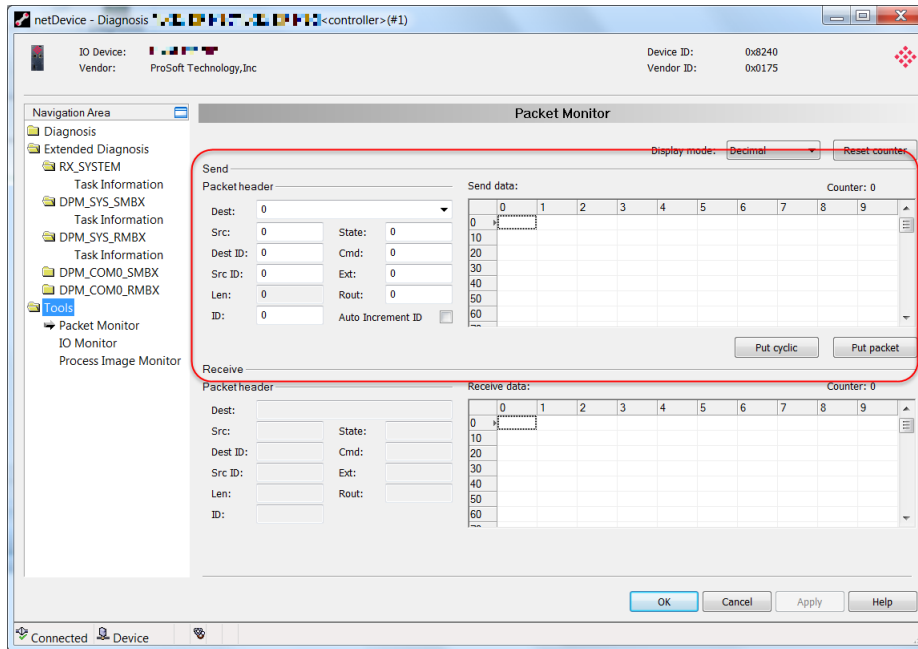 netDevice - Diagnosis <controller>(#1)
IO Device:
Device ID: 0x8240
Vendor: ProSoft Technology,Inc
Vendor ID: 0x0175
Navigation Area
Diagnosis
Extended Diagnosis
RX_SYSTEM
Task Information
DPM_SYS_SMBX
Task Information
DPM_SYS_RMBX
Task Information
DPM_COM0_SMBX
DPM_COM0_RMBX
Tools
Packet Monitor
IO Monitor
Process Image Monitor
Packet Monitor
Display mode: Decimal Reset counter
Send
Packet header
Dest: 0
Src: 0 State: 0
Dest ID: 0 Cmd: 0
Src ID: 0 Ext: 0
Len: 0 Rout: 0
ID: 0 Auto Increment ID
Send data: Counter: 0
0 1 2 3 4 5 6 7 8 9
0
10
20
30
40
50
60
70
Put cyclic Put packet
Receive
Packet header
Dest:
Src: State:
Dest ID: Cmd:
Src ID: Ext:
Len: Rout:
ID:
Receive data: Counter: 0
0 1 2 3 4 5 6 7 8 9
0
10
20
30
40
50
60
70
OK Cancel Apply Help
Connected Device